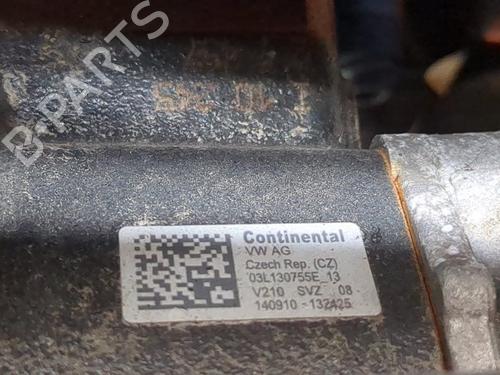 B-PARTS
Continental
VW AG
Czech Rep. (CZ)
03L130755E_13
V210 SVZ 08
140910-132425